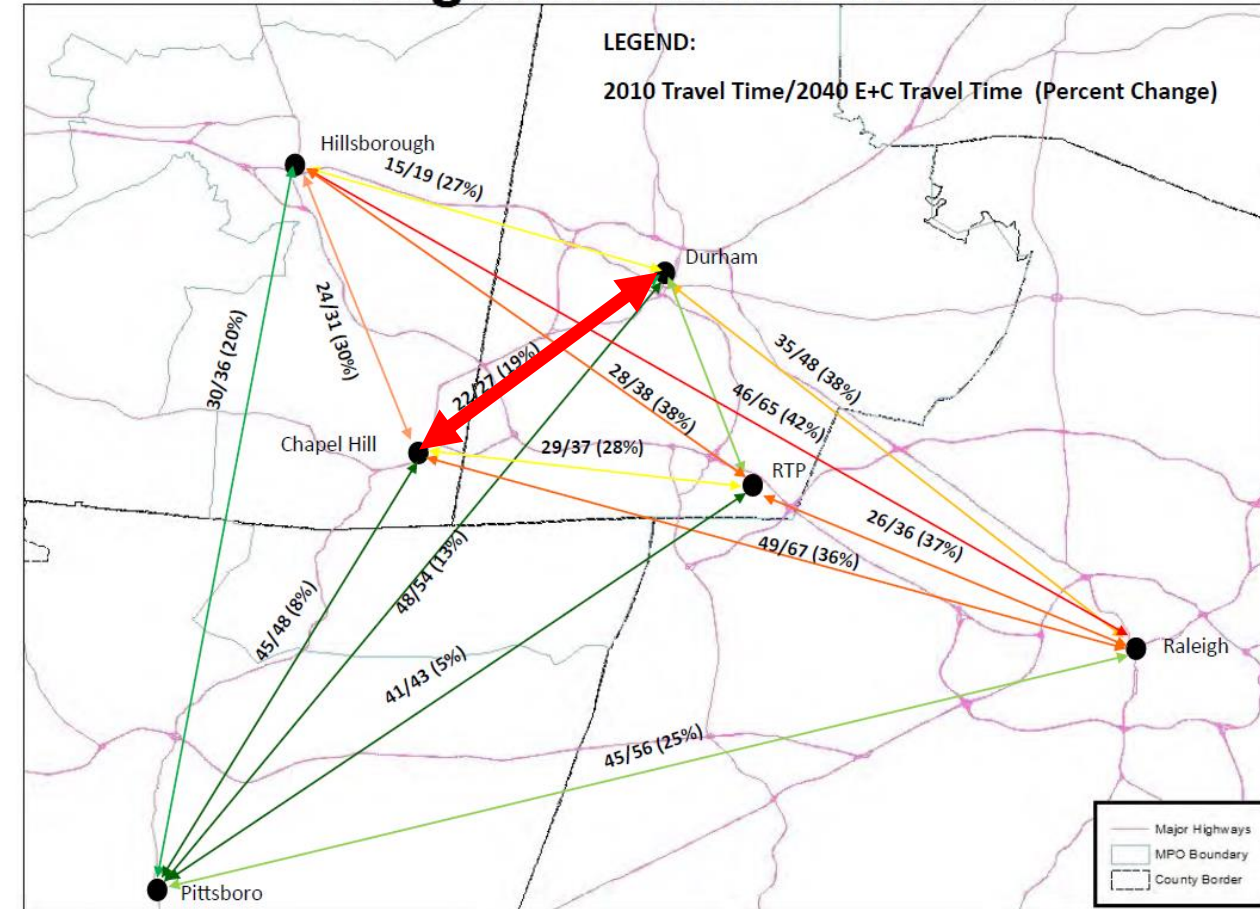 LEGEND:
2010 Travel Time/2040 E+C Travel Time (Percent Change)
Hillsborough
15/19 (27%)
Durham
24/31 (30%)
30/36 (20%)
22/27 (19%)
28/38 (38%)
35/48 (38%)
46/65 (42%)
Chapel Hill
29/37 (28%)
RTP
26/36 (37%)
49/67 (36%)
48/54 (13%)
45/48 (8%)
41/43 (5%)
Raleigh
45/56 (25%)
Pittsboro
Major Highways
MPO Boundary
County Border